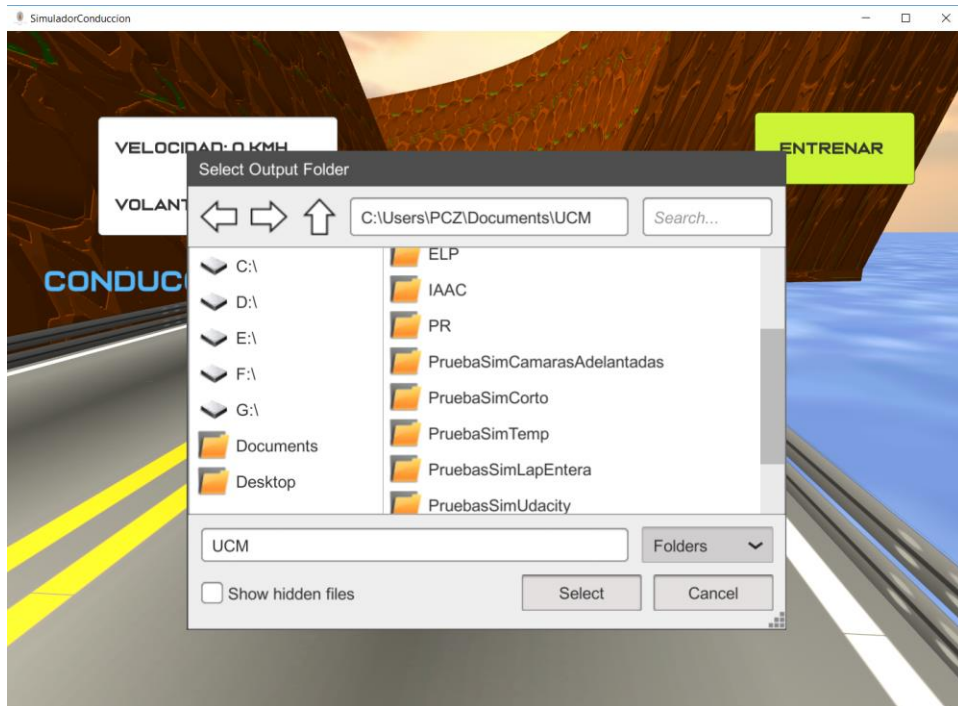 SimuladorConduccion
VELOCIDAD: 0 KMH
ENTRENAR
Select Output Folder
VOLANT
C:\Users\PCZ\Documents\UCM
Search...
CONDUC
C:\
D:\
E:\
F:\
G:\
Documents
Desktop
ELP
IAAC
PR
PruebaSimCamarasAdelantadas
PruebaSimCorto
PruebaSimTemp
PruebasSimLapEntera
PruebasSimUdacity
UCM
Folders
Show hidden files
Select
Cancel